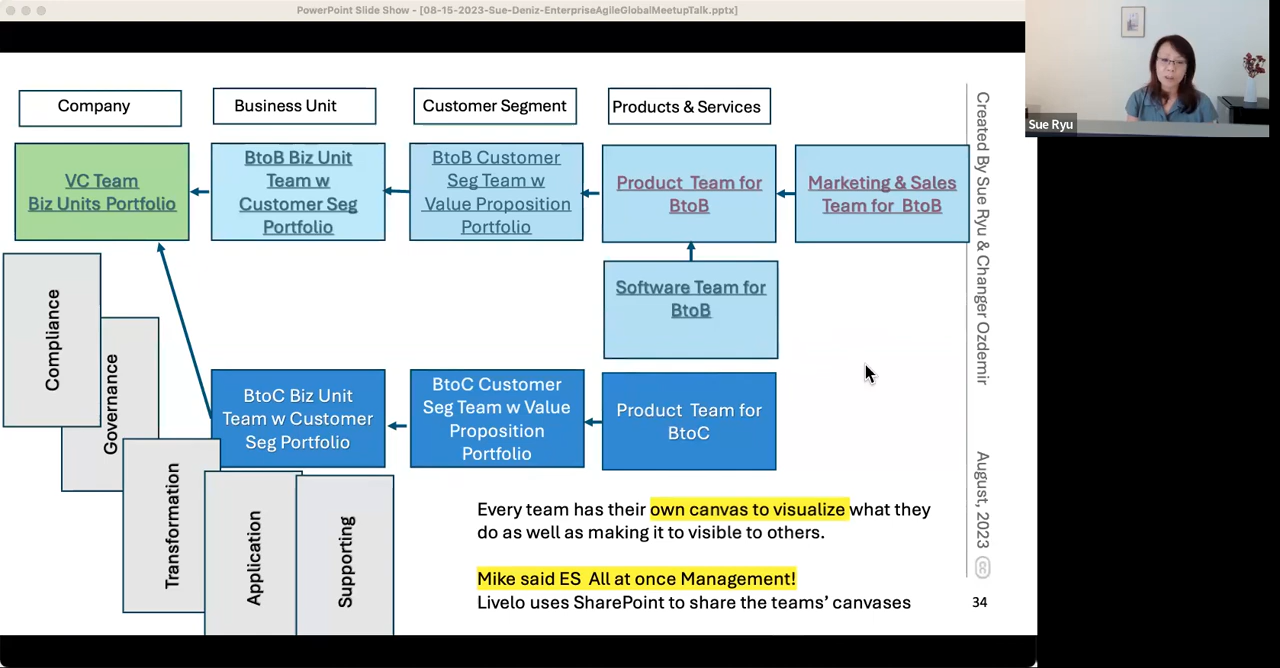 PowerPoint Slide Show - [08-15-2023-Sue-Deniz-EnterpriseAgileGlobalMeetupTalk.pptx]
Sue Ryu
Company
Business Unit
Customer Segment
Products & Services
VC Team
Biz Units Portfolio
BtoB Biz Unit
Team w
Customer Seg
Portfolio
BtoB Customer
Seg Team w
Value Proposition
Portfolio
Product Team for
BtoB
Marketing & Sales
Team for BtoB
Software Team for
BtoB
BtoC Biz Unit
Team w Customer
Seg Portfolio
BtoC Customer
Seg Team w Value
Proposition
Portfolio
Product Team for
BtoC
Compliance
Governance
Transformation
Application
Supporting
Every team has their own canvas to visualize what they
do as well as making it to visible to others.
Mike said ES All at once Management!
Livelo uses SharePoint to share the teams’ canvases
Created By Sue Ryu & Changer Ozdemir
August, 2023
cc
34